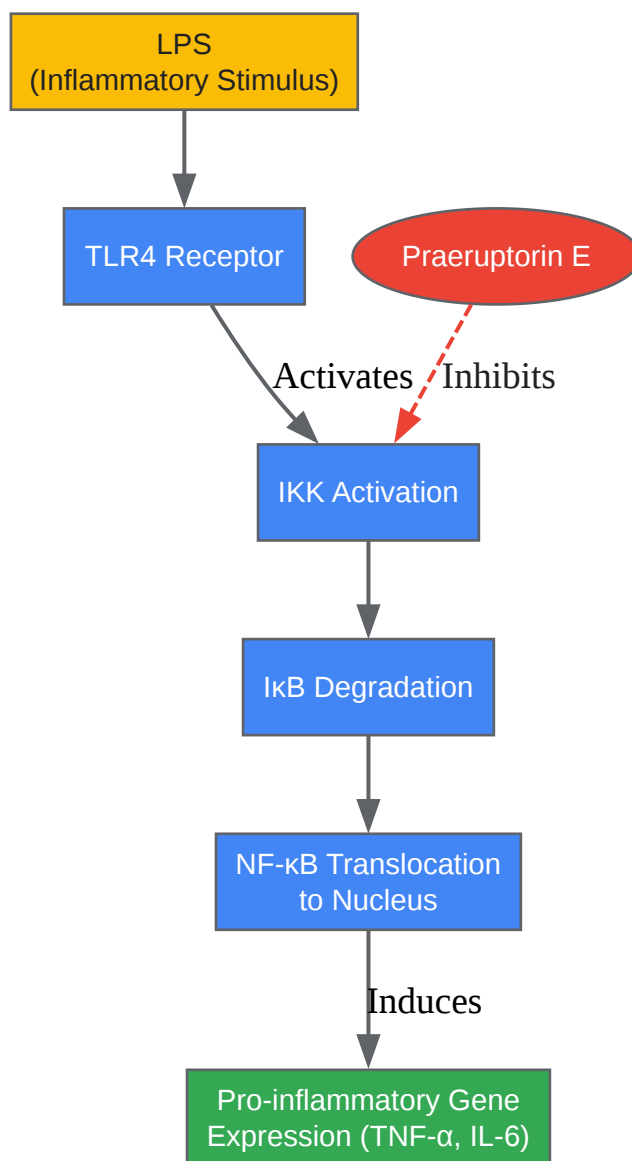 LPS
(Inflammatory Stimulus)
TLR4 Receptor
Praeruptorin E
Activates
Inhibits
IKK Activation
IκB Degradation
NF-κB Translocation
to Nucleus
Induces
Pro-inflammatory Gene
Expression (TNF-α, IL-6)